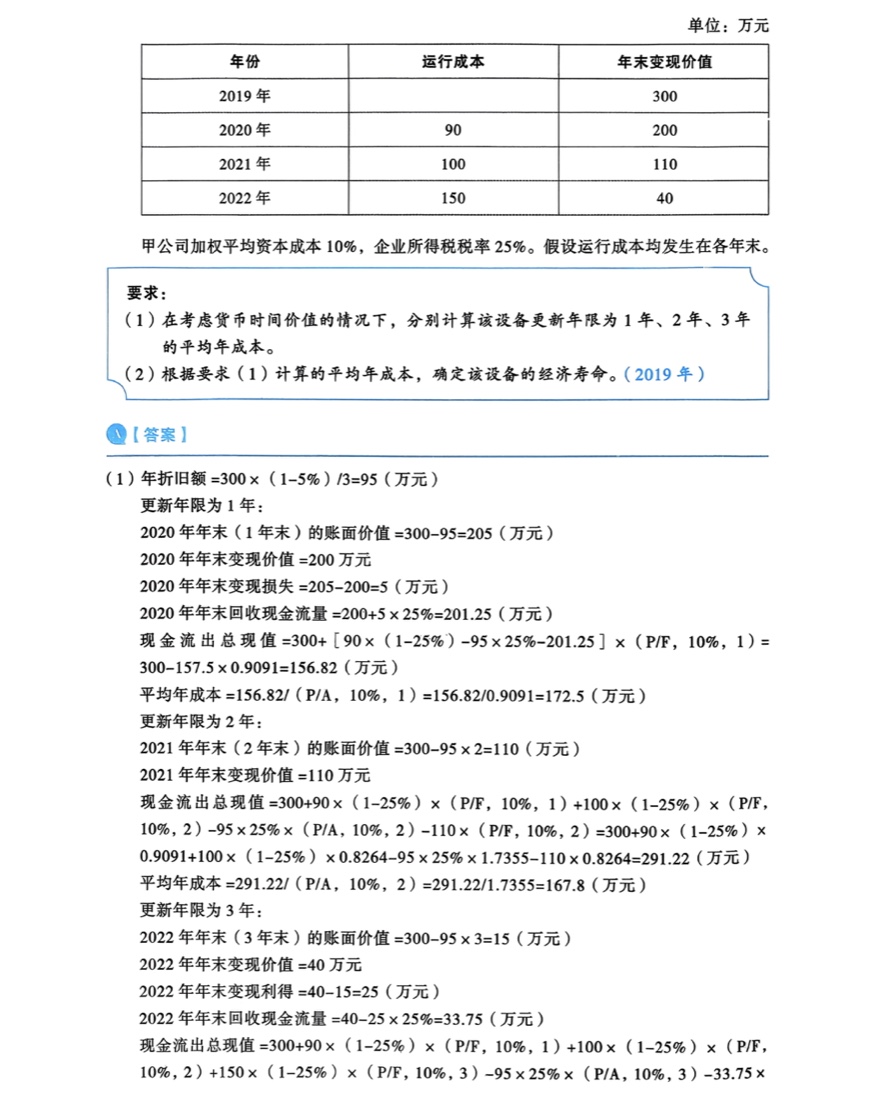 单位：万元
年份 运行成本 年末变现价值
2019 年 300
2020 年 90 200
2021 年 100 110
2022 年 150 40
甲公司加权平均资本成本 10%，企业所得税税率 25%。假设运行成本均发生在各年末。
要求：
（1）在考虑货币时间价值的情况下，分别计算该设备更新年限为 1 年、2 年、3 年
的平均年成本。
（2）根据要求（1）计算的平均年成本，确定该设备的经济寿命。（2019 年）
A【答案】
（1）年折旧额 =300×（1-5%）/3=95（万元）
更新年限为 1 年：
2020 年年末（1 年末）的账面价值 =300-95=205（万元）
2020 年年末变现价值 =200 万元
2020 年年末变现损失 =205-200=5（万元）
2020 年年末回收现金流量 =200+5×25%=201.25（万元）
现金流出总现值 =300+［90×（1-25%）-95×25%-201.25］×（P/F，10%，1）=
300-157.5×0.9091=156.82（万元）
平均年成本 =156.82/（P/A，10%，1）=156.82/0.9091=172.5（万元）
更新年限为 2 年：
2021 年年末（2 年末）的账面价值 =300-95×2=110（万元）
2021 年年末变现价值 =110 万元
现金流出总现值 =300+90×（1-25%）×（P/F，10%，1）+100×（1-25%）×（P/F，
10%，2）-95×25%×（P/A，10%，2）-110×（P/F，10%，2）=300+90×（1-25%）×
0.9091+100×（1-25%）×0.8264-95×25%×1.7355-110×0.8264=291.22（万元）
平均年成本 =291.22/（P/A，10%，2）=291.22/1.7355=167.8（万元）
更新年限为 3 年：
2022 年年末（3 年末）的账面价值 =300-95×3=15（万元）
2022 年年末变现价值 =40 万元
2022 年年末变现利得 =40-15=25（万元）
2022 年年末回收现金流量 =40-25×25%=33.75（万元）
现金流出总现值 =300+90×（1-25%）×（P/F，10%，1）+100×（1-25%）×（P/F，
10%，2）+150×（1-25%）×（P/F，10%，3）-95×25%×（P/A，10%，3）-33.75×